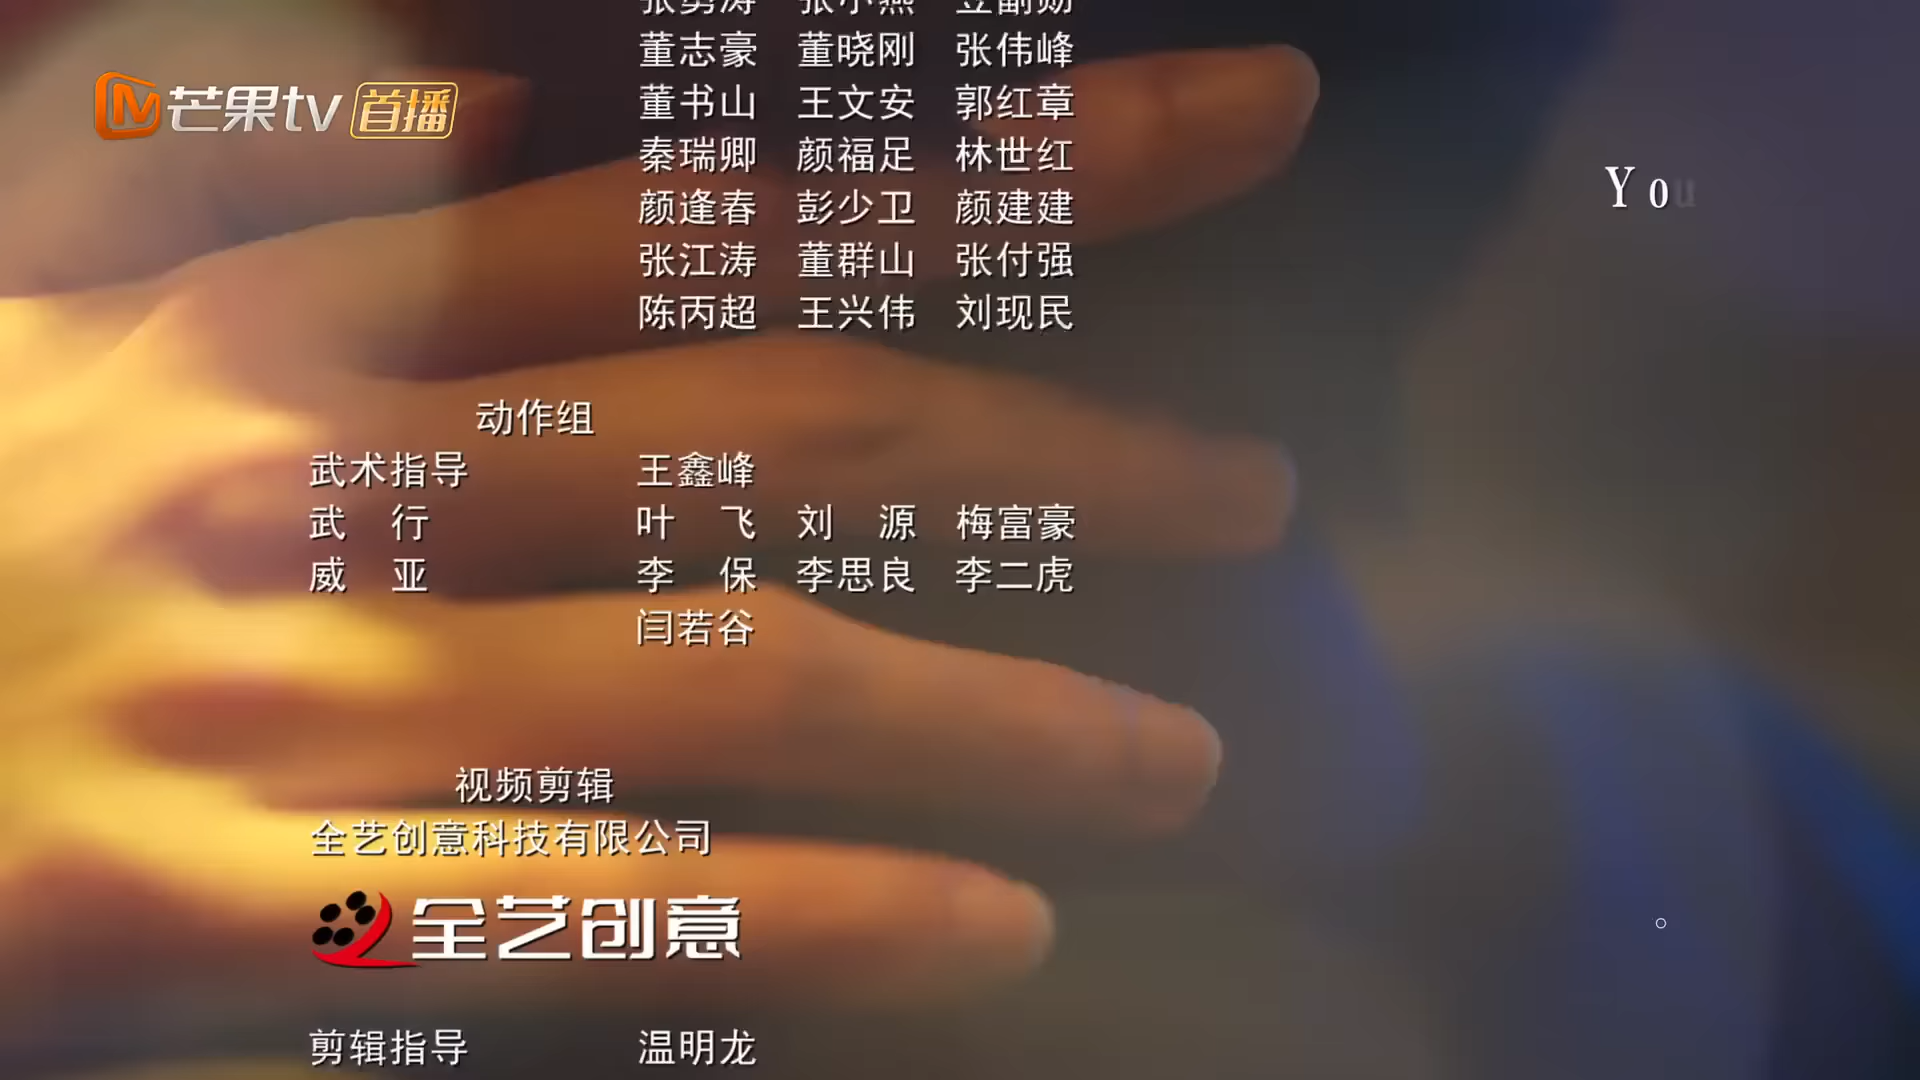 芒果tv 首播
董志豪 董晓刚 张伟峰
董书山 王文安 郭红章
秦瑞卿 颜福足 林世红
颜逢春 彭少卫 颜建建
张江涛 董群山 张付强
陈丙超 王兴伟 刘现民
You
动作组
武术指导 王鑫峰
武行 叶飞 刘源 梅富豪
威亚 李保 李思良 李二虎
闫若谷
视频剪辑
全艺创意科技有限公司
全艺创意
剪辑指导 温明龙